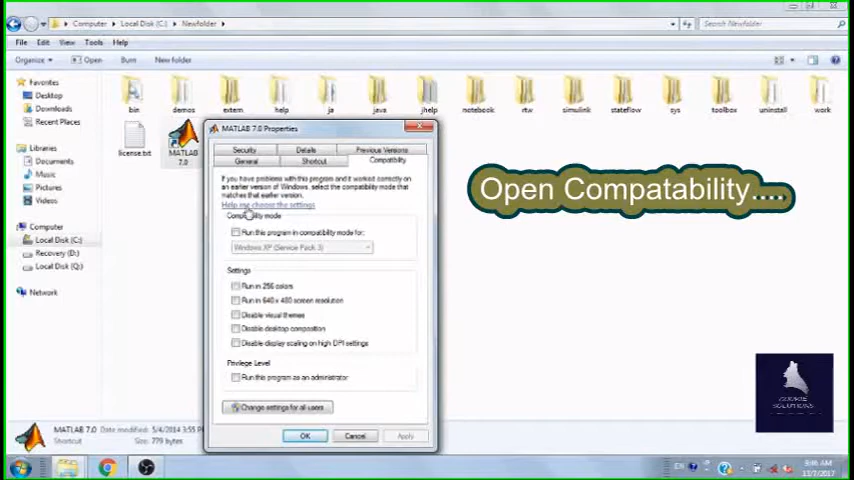 Computer ▸ Local Disk (C:) ▸ Newfolder ▸
Search Newfolder
File Edit View Tools Help
Organize Open Burn New folder
Favorites
Desktop
Downloads
Recent Places
Libraries
Documents
Music
Pictures
Videos
Computer
Local Disk (C:)
Recovery (D:)
Local Disk (Q:)
Network
bin demos extern help ja java jhelp notebook rtw simulink stateflow sys toolbox uninstall work
license.txt
MATLAB 7.0
MATLAB 7.0 Properties
Security Details Previous Versions
General Shortcut Compatibility
If you have problems with this program and it worked correctly on
an earlier version of Windows, select the compatibility mode that
matches that earlier version.
Help me choose the settings
Compatibility mode
Run this program in compatibility mode for:
Windows XP (Service Pack 3)
Settings
Run in 256 colors
Run in 640 x 480 screen resolution
Disable visual themes
Disable desktop composition
Disable display scaling on high DPI settings
Privilege Level
Run this program as an administrator
Change settings for all users
OK Cancel Apply
Open Compatability....
SOLUTIONS
MATLAB 7.0 Date modified: 5/4/2014 3:55 P
Shortcut Size: 779 bytes
EN
9:06 AM
13/7/2017